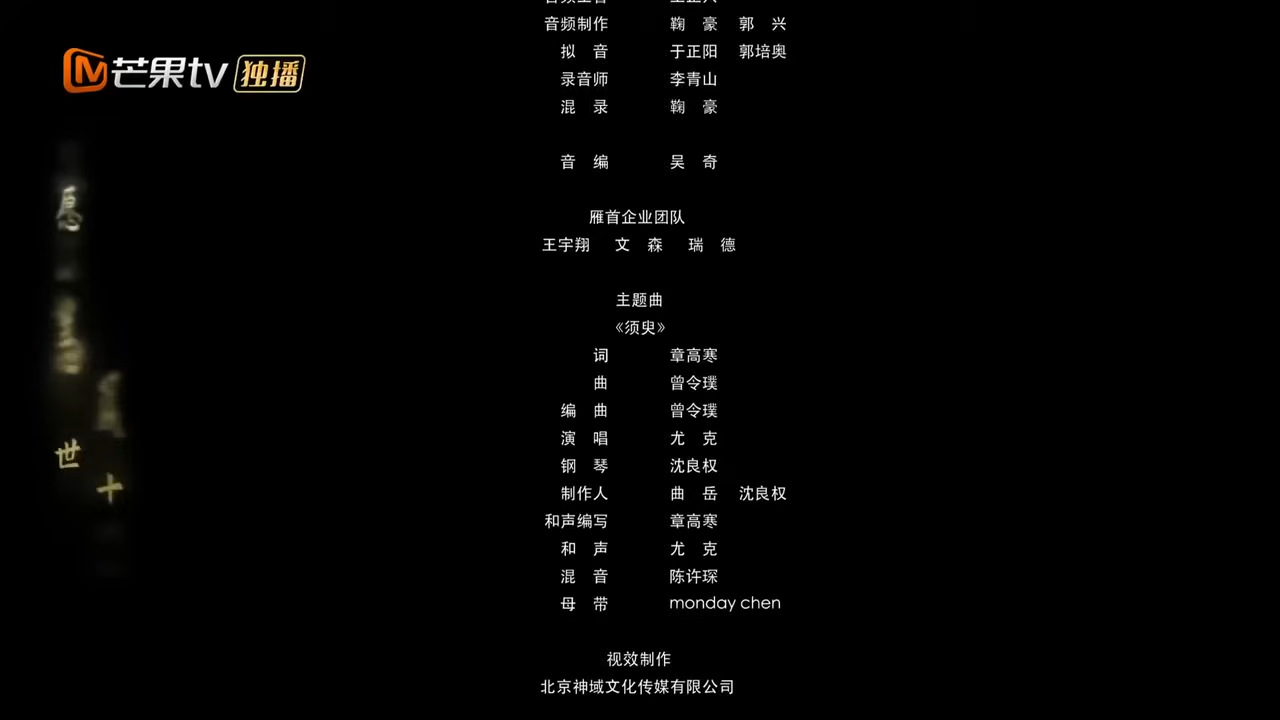 音频制作 鞠 豪 郭 兴
芒果tv 独播
拟 音 于正阳 郭培奥
录音师 李青山
混 录 鞠 豪
音 编 吴 奇
雁首企业团队
王宇翔 文 森 瑞 德
主题曲
《须臾》
词 章高寒
曲 曾令璞
编 曲 曾令璞
演 唱 尤 克
钢 琴 沈良权
制作人 曲 岳 沈良权
和声编写 章高寒
和 声 尤 克
混 音 陈许琛
母 带 monday chen
世
十
视效制作
北京神域文化传媒有限公司